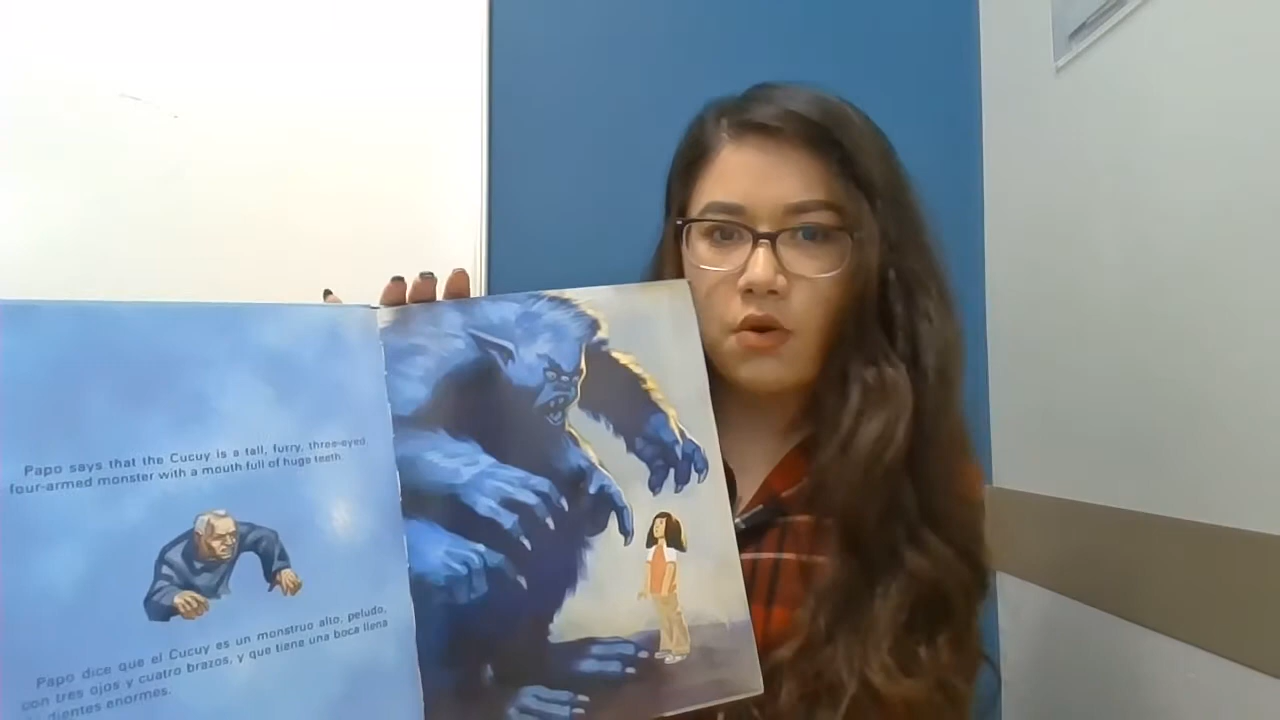 Papo says that the Cucuy is a tall, furry, three-eyed,
four-armed monster with a mouth full of huge teeth.
Papo dice que el Cucuy es un monstruo alto, peludo,
con tres ojos y cuatro brazos, y que tiene una boca llena
dientes enormes.